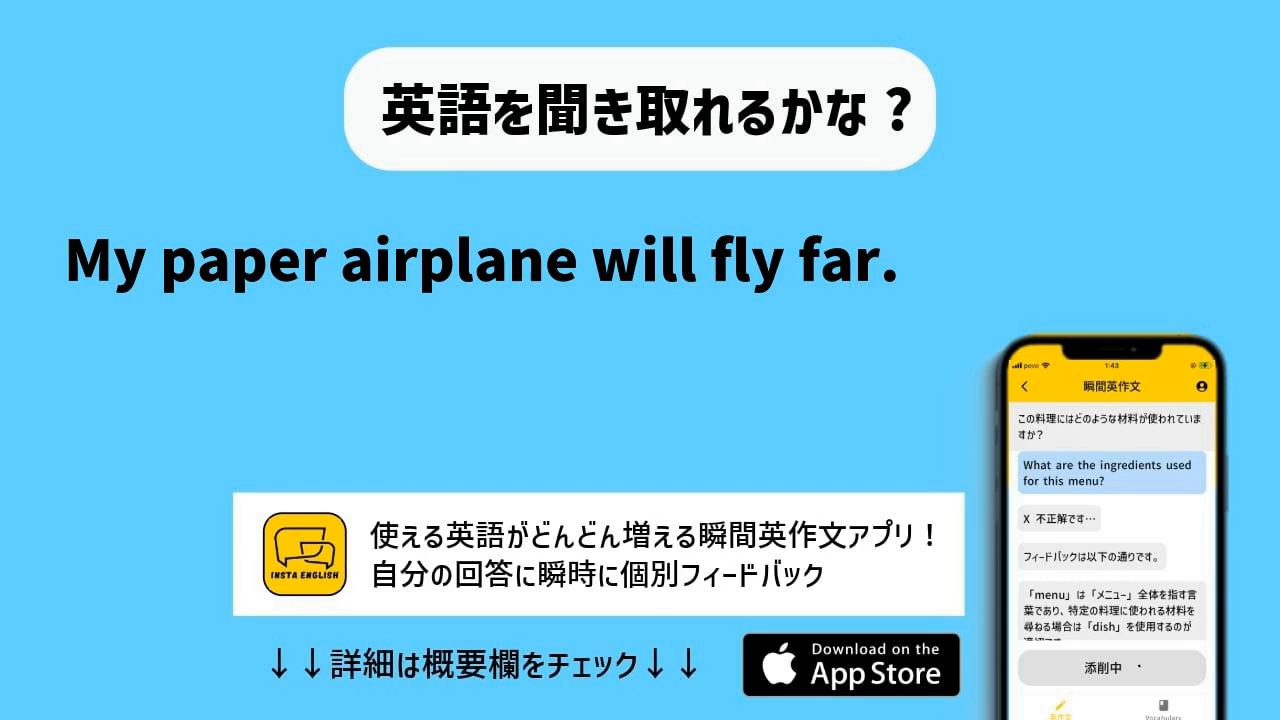 英語を聞き取れるかな？
My paper airplane will fly far.
povo
1:43
瞬間英作文
この料理にはどのような材料が使われていま
すか？
What are the ingredients used
for this menu?
X 不正解です…
フィードバックは以下の通りです。
「menu」は「メニュー」全体を指す言
葉であり、特定の料理に使われる材料を
尋ねる場合は「dish」を使用するのが
添削中
英作文
Vocabulary
INSTA ENGLISH
使える英語がどんどん増える瞬間英作文アプリ！
自分の回答に瞬時に個別フィードバック
↓↓詳細は概要欄をチェック↓↓
Download on the
App Store